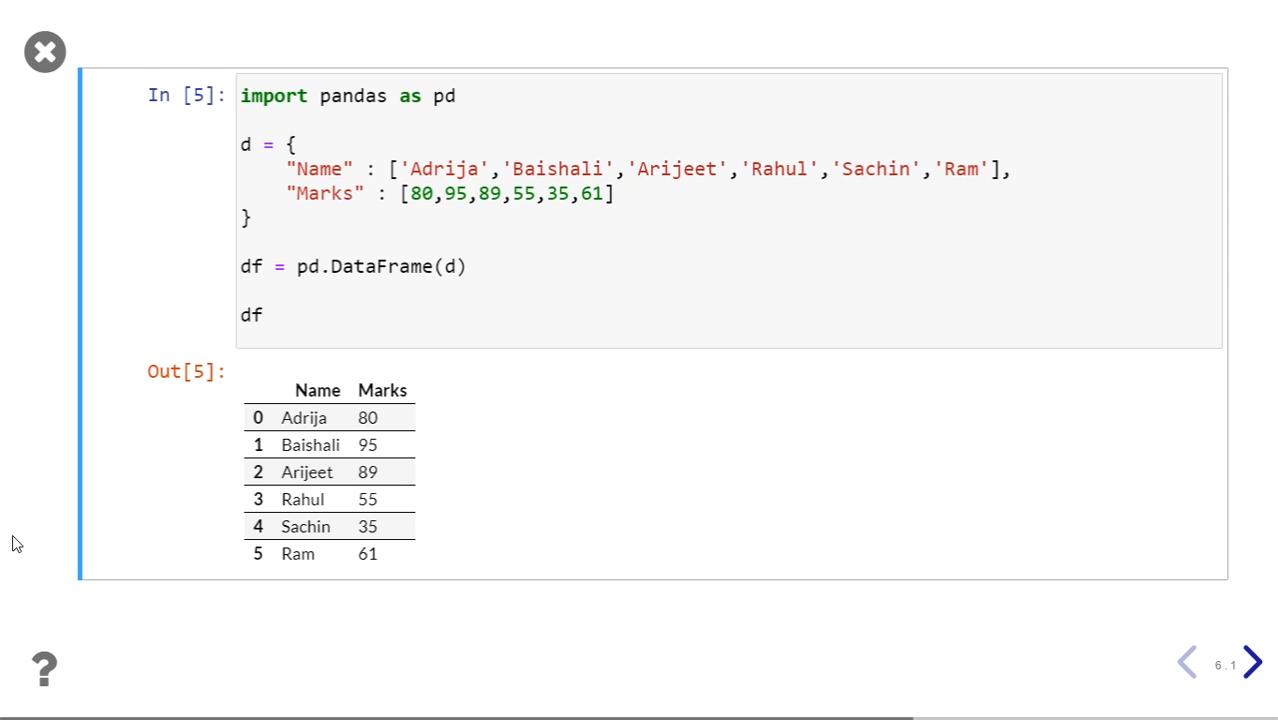 In [5]: import pandas as pd
d = {
"Name" : ['Adrija','Baishali','Arijeet','Rahul','Sachin','Ram'],
"Marks" : [80,95,89,55,35,61]
}
df = pd.DataFrame(d)
df
Out[5]:
Name Marks
0 Adrija 80
1 Baishali 95
2 Arijeet 89
3 Rahul 55
4 Sachin 35
5 Ram 61
?
6.1